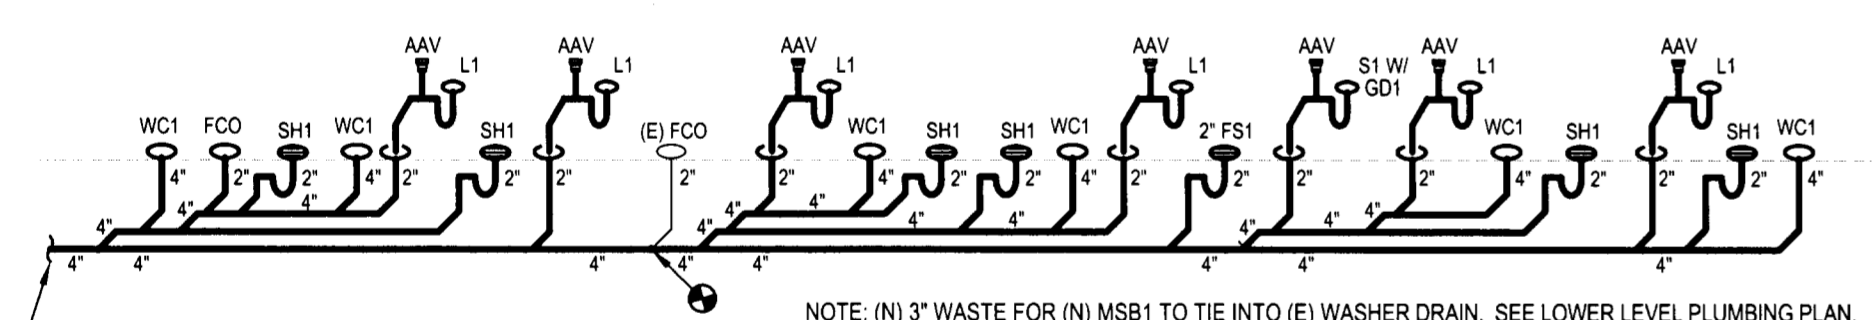 AAV AAV AAV AAV AAV AAV AAV
L1 L1 L1 L1 S1 W/ L1 L1
GD1
WC1 FCO SH1 WC1 SH1 (E) FCO WC1 SH1 SH1 WC1 2" FS1 WC1 SH1 SH1 WC1
4" 2" 2" 4" 2" 2" 2" 2" 2" 4" 2" 2" 4" 2" 2" 2" 2" 4" 2" 2" 2" 4"
4" 4" 4" 4" 4"
4" 4" 4" 4" 4" 4"
4" 4" 4" 4" 4" 4" 4" 4"
NOTE: (N) 3" WASTE FOR (N) MSB1 TO TIE INTO (E) WASHER DRAIN. SEE LOWER LEVEL PLUMBING PLAN.